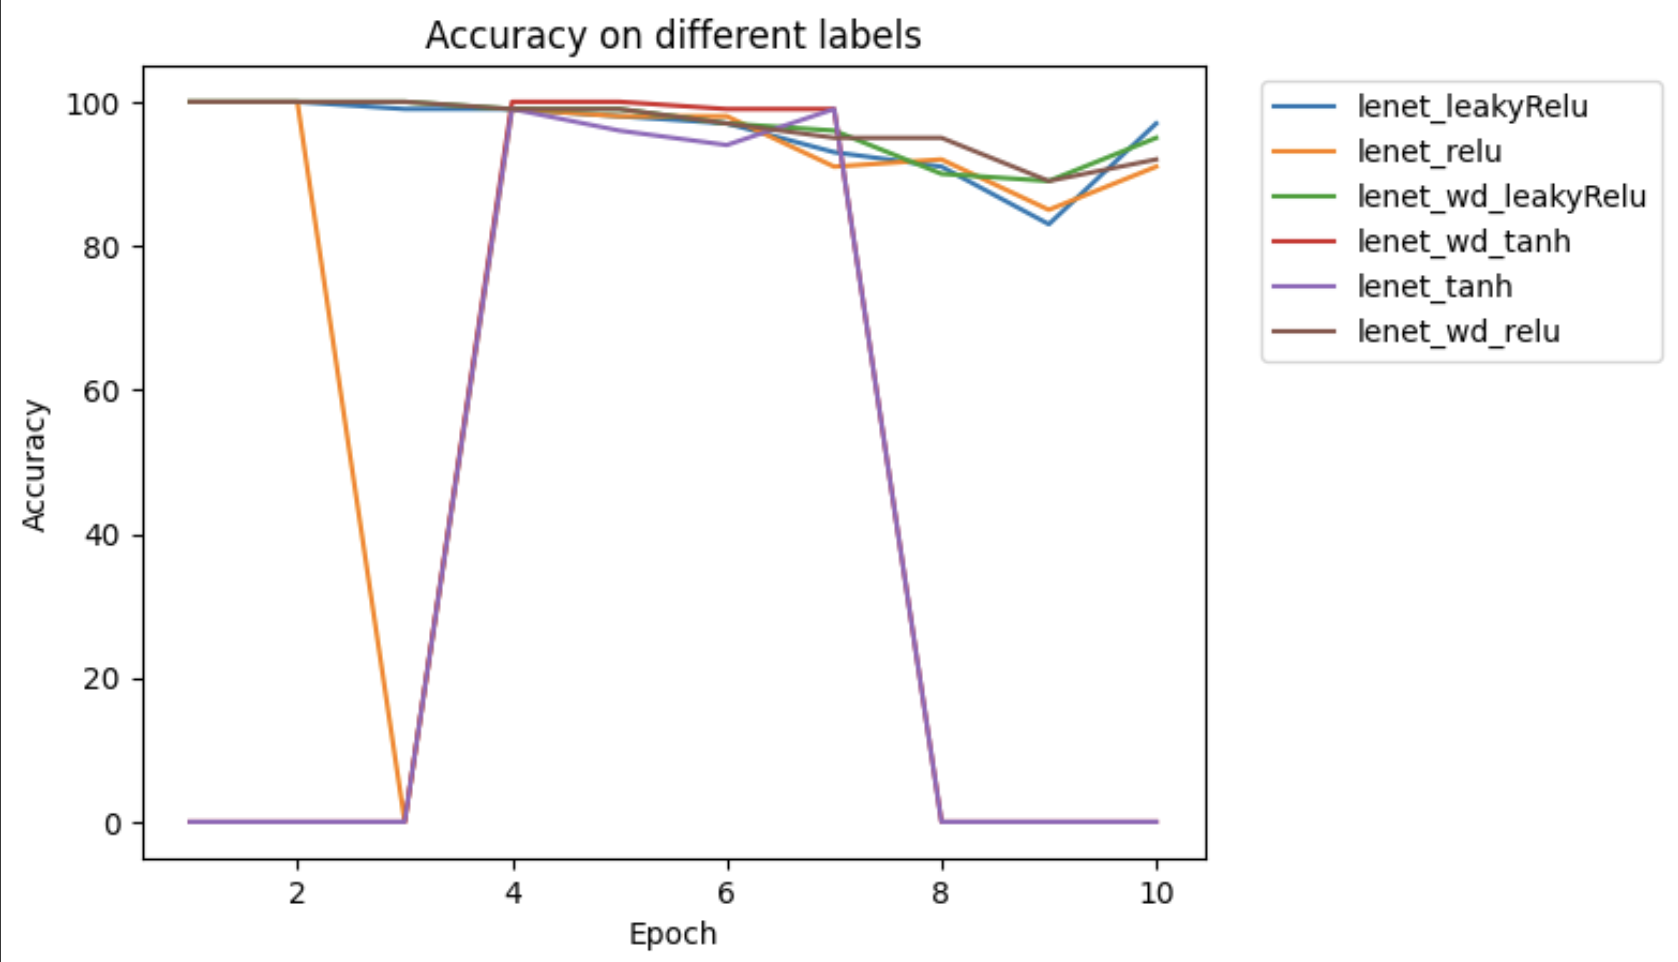 Accuracy on different labels
100
80
60
40
20
0
Accuracy
2 4 6 8 10
Epoch
lenet_leakyRelu
lenet_relu
lenet_wd_leakyRelu
lenet_wd_tanh
lenet_tanh
lenet_wd_relu